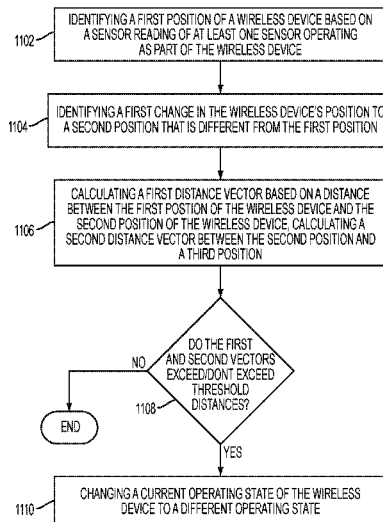 IDENTIFYING A FIRST POSITION OF A WIRELESS DEVICE BASED ON
A SENSOR READING OF AT LEAST ONE SENSOR OPERATING
AS PART OF THE WIRELESS DEVICE
1102
IDENTIFYING A FIRST CHANGE IN THE WIRELESS DEVICE'S POSITION TO
A SECOND POSITION THAT IS DIFFERENT FROM THE FIRST POSITION
1104
CALCULATING A FIRST DISTANCE VECTOR BASED ON A DISTANCE
BETWEEN THE FIRST POSTION OF THE WIRELESS DEVICE AND THE
SECOND POSITION OF THE WIRELESS DEVICE, CALCULATING A
SECOND DISTANCE VECTOR BETWEEN THE SECOND POSITION AND
A THIRD POSITION
1106
DO THE FIRST
AND SECOND VECTORS
EXCEED/DONT EXCEED
THRESHOLD
DISTANCES?
1108
NO
END
YES
CHANGING A CURRENT OPERATING STATE OF THE WIRELESS
DEVICE TO A DIFFERENT OPERATING STATE
1110